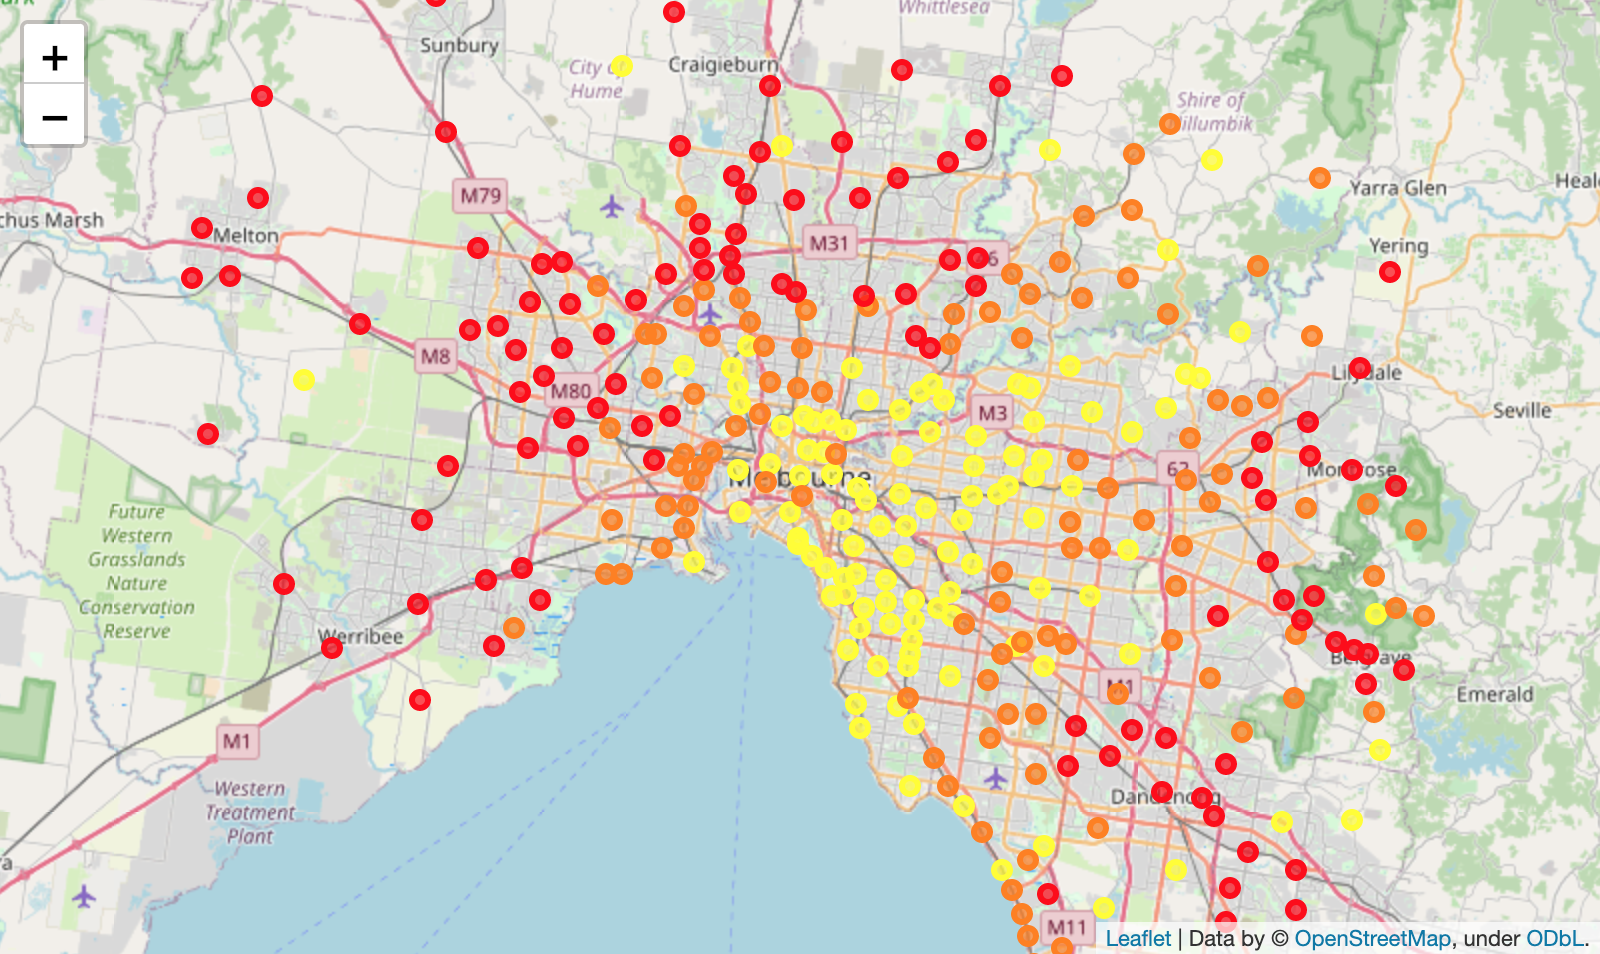 +
−
Whittlesea
Sunbury
Craigieburn
City of
Hume
Shire of
Nillumbik
Yarra Glen
M79
chus Marsh
Melton
M31
Yering
M8
M80
M3
Lilydale
Seville
Melbourne
62
Montrose
Future
Western
Grasslands
Nature
Conservation
Reserve
Werribee
Belgrave
Emerald
M1
M1
Western
Treatment
Plant
Dandenong
M11
Leaflet | Data by © OpenStreetMap, under ODbL.